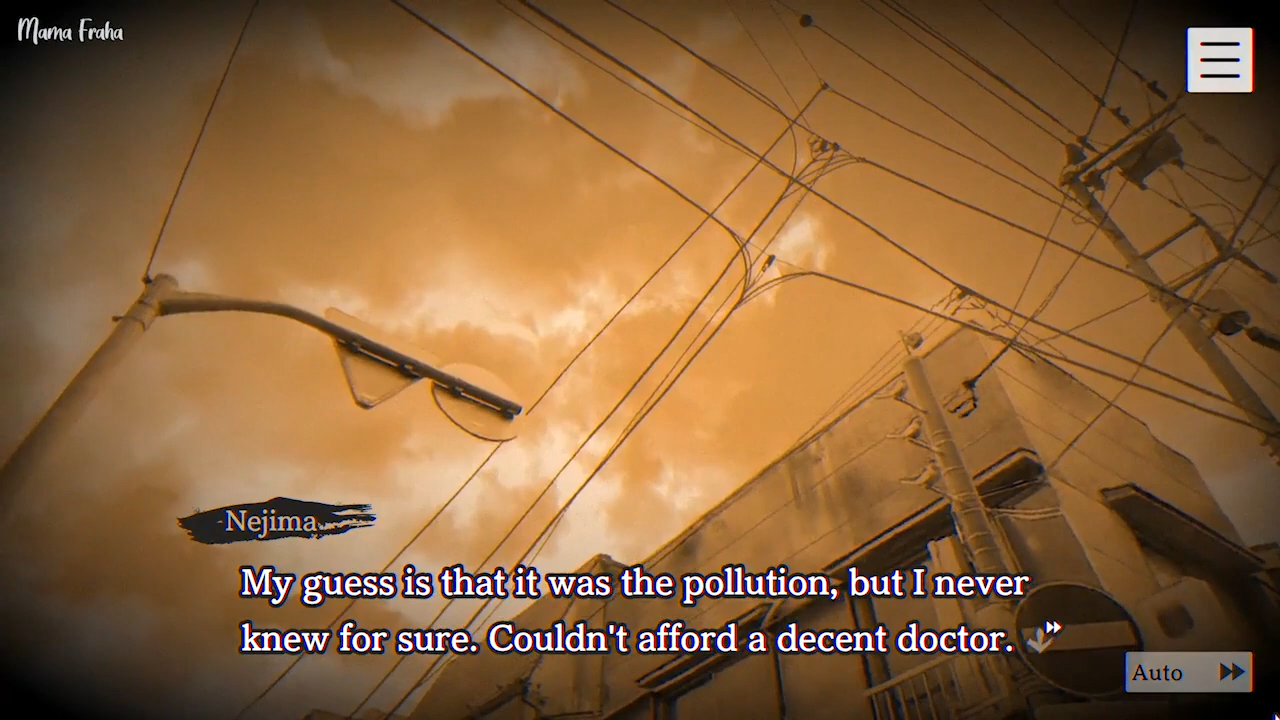 Mama Fraha
Nejima
My guess is that it was the pollution, but I never
knew for sure. Couldn't afford a decent doctor.
Auto